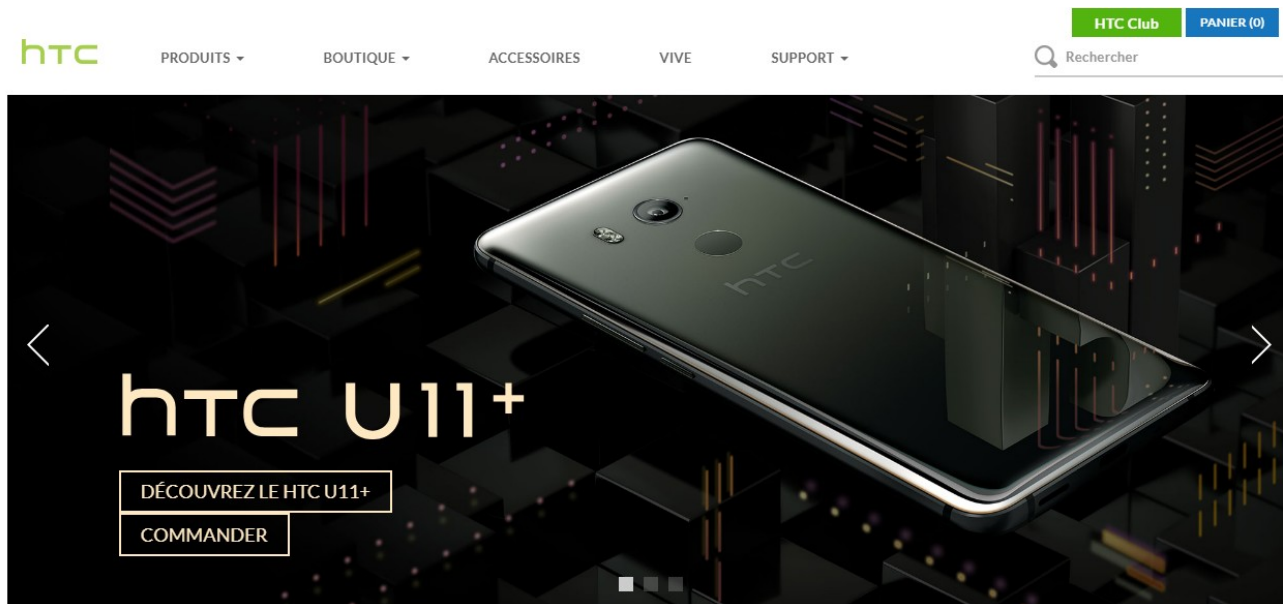 HTC Club
PANIER (0)
hTC
PRODUITS
BOUTIQUE
ACCESSOIRES
VIVE
SUPPORT
Rechercher
hTC
hTC U11+
DÉCOUVREZ LE HTC U11+
COMMANDER